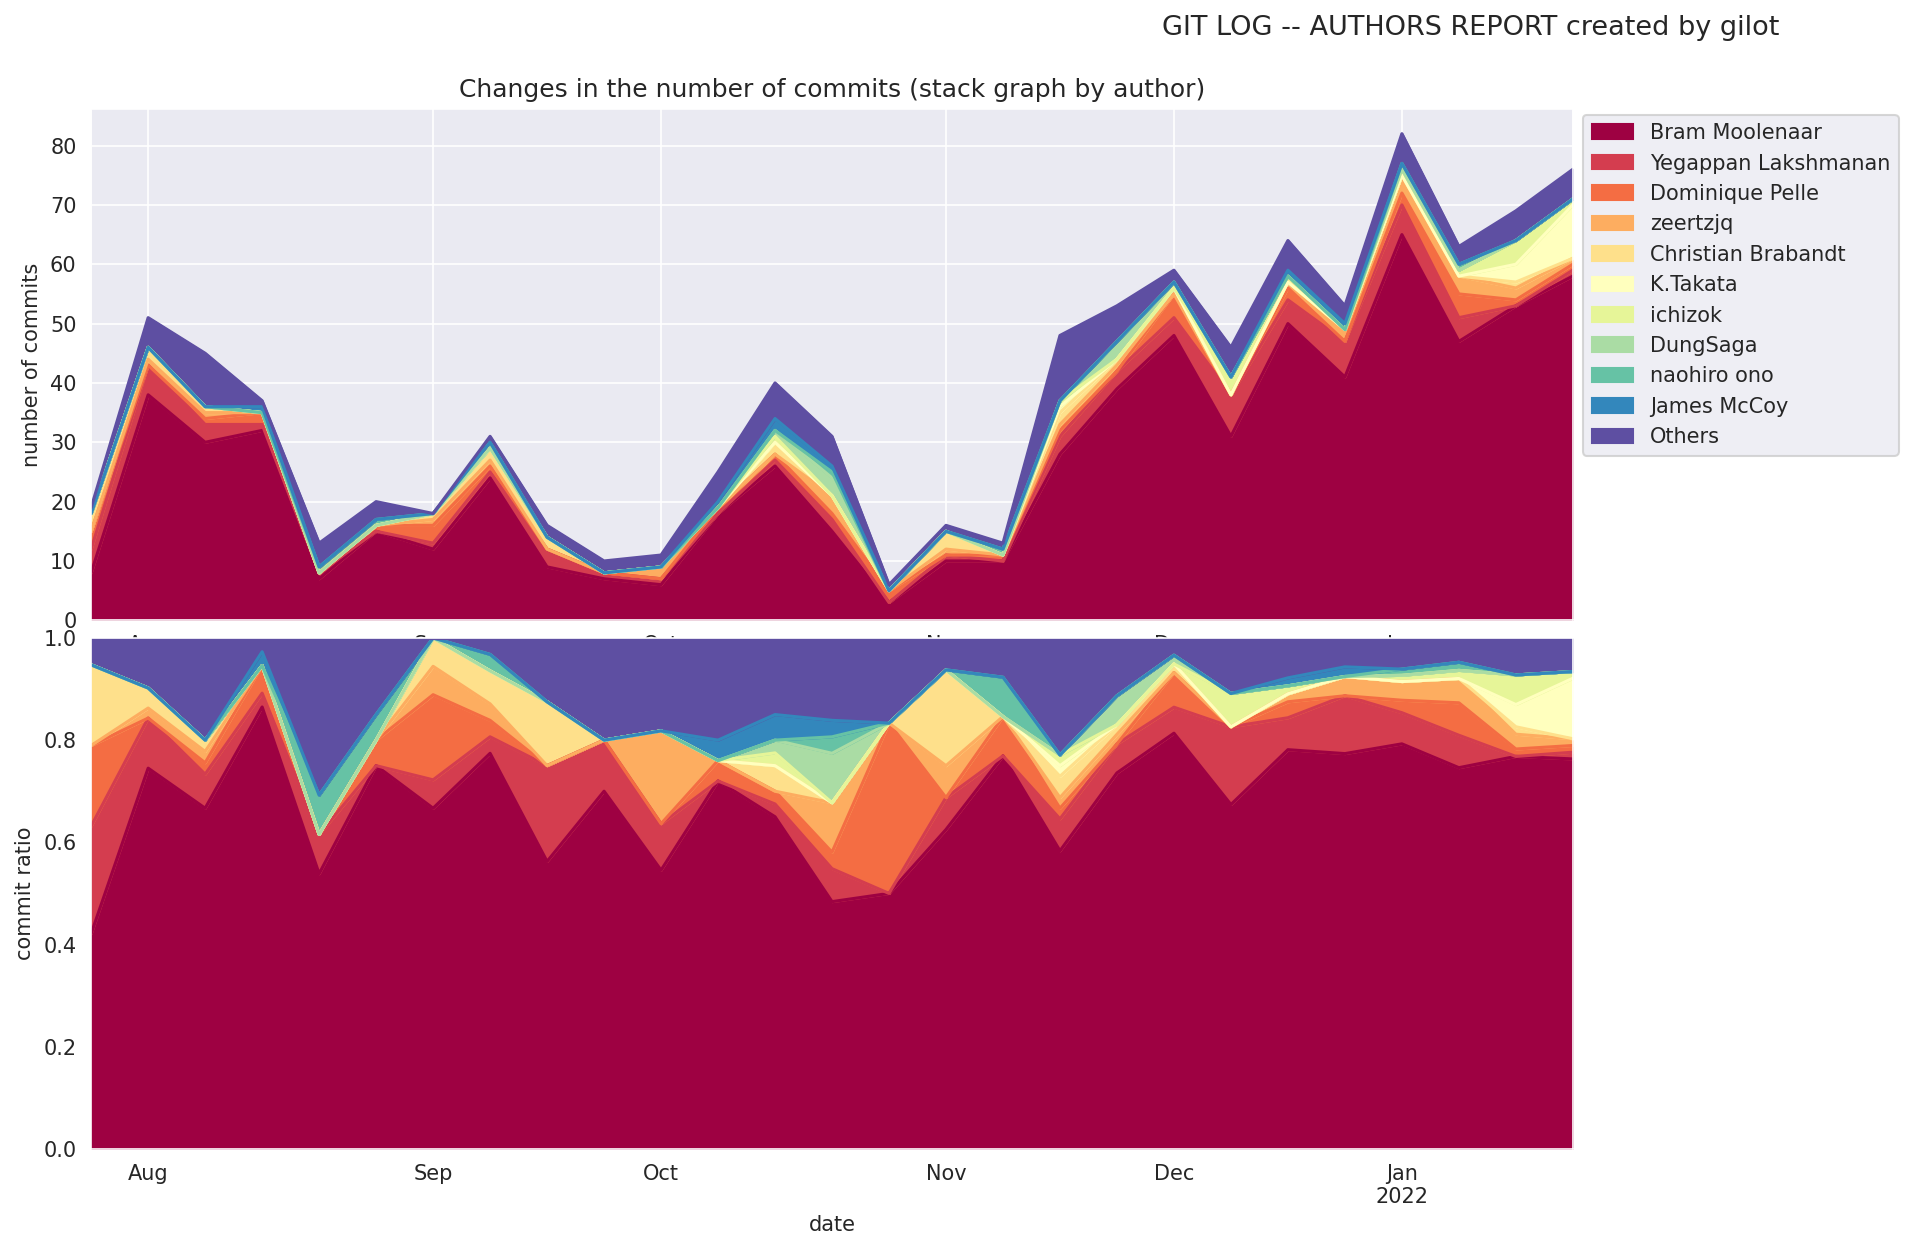 GIT LOG -- AUTHORS REPORT created by gilot
Changes in the number of commits (stack graph by author)
number of commits
80
70
60
50
40
30
20
10
0
Bram Moolenaar
Yegappan Lakshmanan
Dominique Pelle
zeertzjq
Christian Brabandt
K.Takata
ichizok
DungSaga
naohiro ono
James McCoy
Others
commit ratio
1.0
0.8
0.6
0.4
0.2
0.0
Aug Sep Oct Nov Dec Jan
2022
date